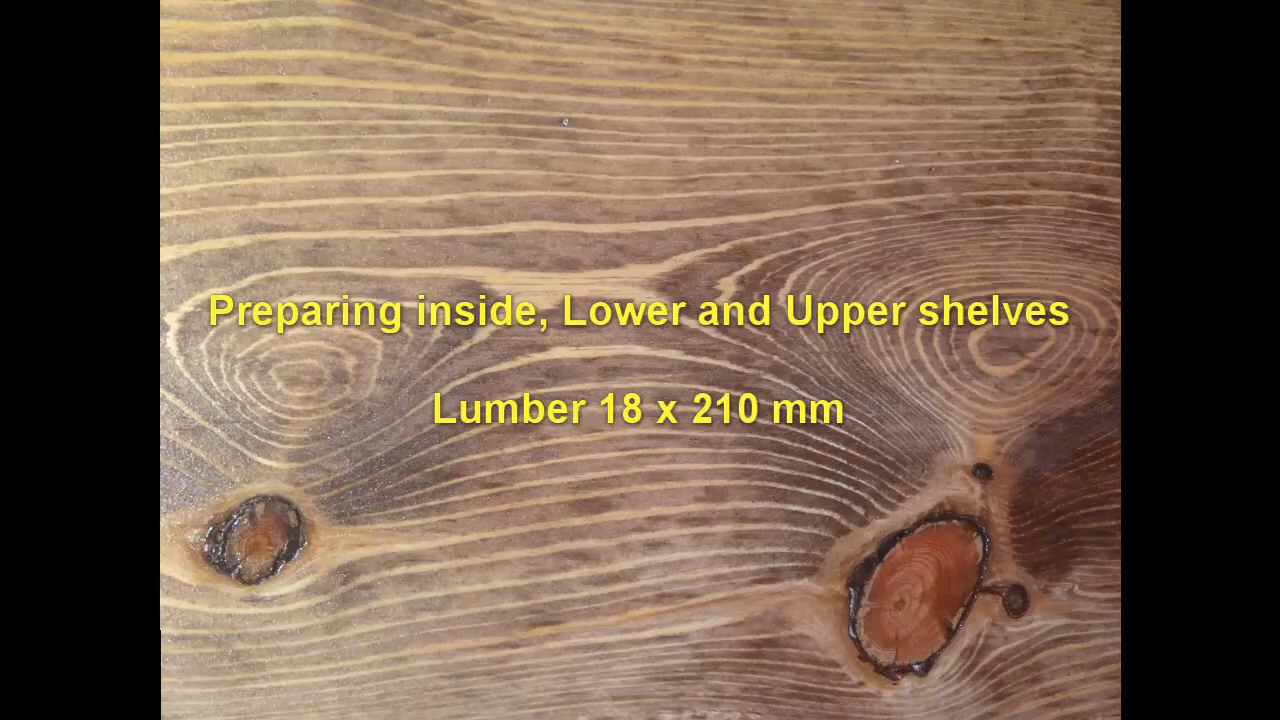 Preparing inside, Lower and Upper shelves
Lumber 18 x 210 mm